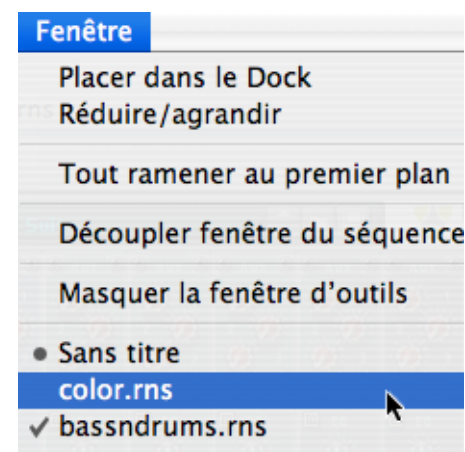 Fenêtre
Placer dans le Dock
Réduire/agrandir
Tout ramener au premier plan
Découpler fenêtre du séquence
Masquer la fenêtre d’outils
Sans titre
color.rns
bassndrums.rns